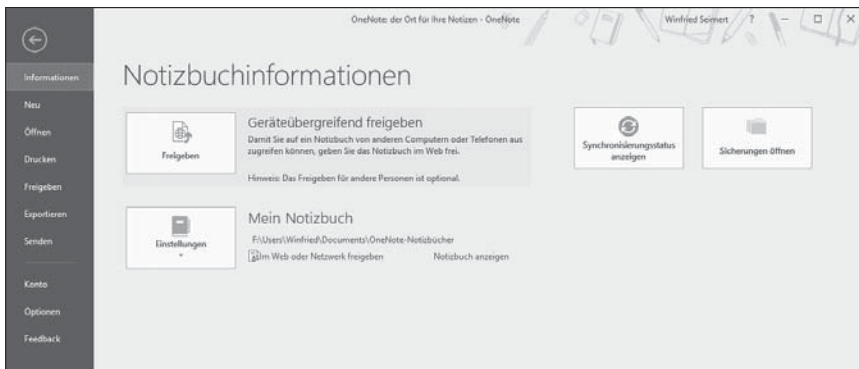 OneNote: der Ort für Ihre Notizen - OneNote
Winfried Seimert
?
Informationen
Neu
Öffnen
Drucken
Freigeben
Exportieren
Senden
Konto
Optionen
Feedback
Notizbuchinformationen
Freigeben
Geräteübergreifend freigeben
Damit Sie auf ein Notizbuch von anderen Computern oder Telefonen aus
zugreifen können, geben Sie das Notizbuch im Web frei.
Hinweis: Das Freigeben für andere Personen ist optional.
Einstellungen
Mein Notizbuch
F:\Users\Winfried\Documents\OneNote-Notizbücher
Im Web oder Netzwerk freigeben
Notizbuch anzeigen
Synchronisierungsstatus
anzeigen
Sicherungen öffnen